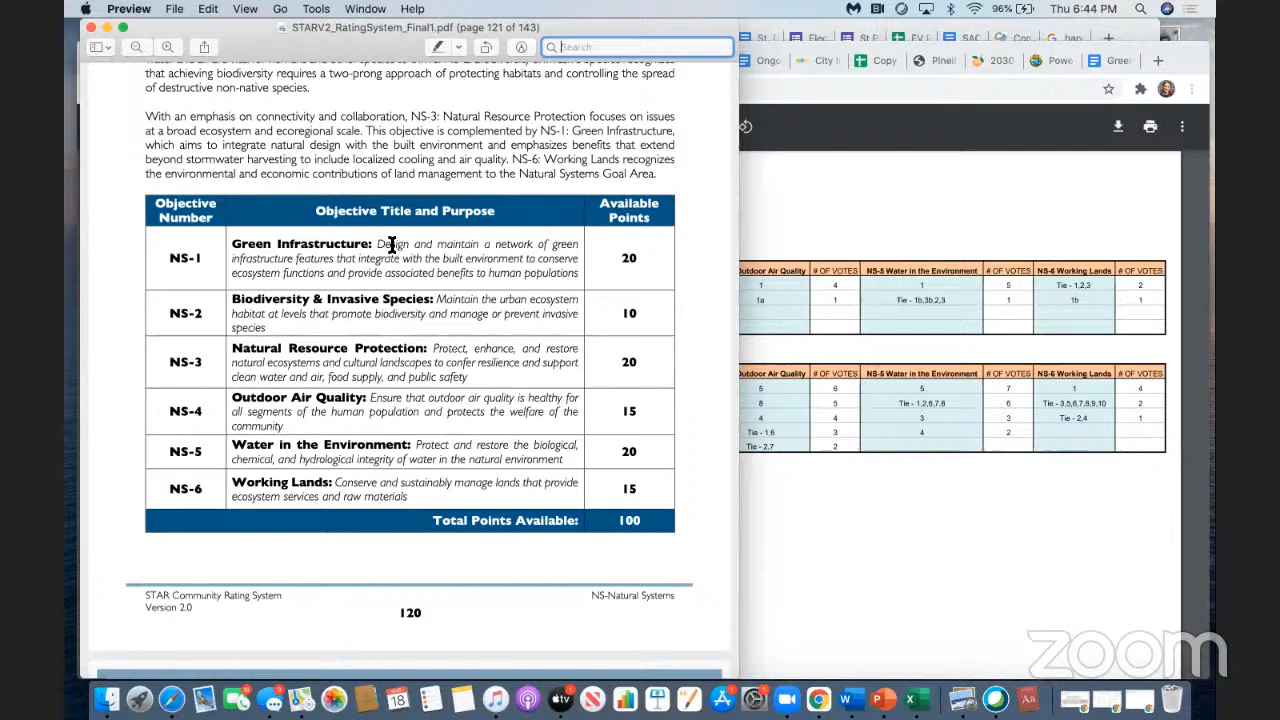 Preview File Edit View Go Tools Window Help
96% Thu 6:44 PM
STARV2_RatingSystem_Final1.pdf (page 121 of 143)
Search
St. Elec St P EV SAC Co ban
Ongo City I Copy Pinell 2030 Powe Greer
that achieving biodiversity requires a two-prong approach of protecting habitats and controlling the spread
of destructive non-native species.
With an emphasis on connectivity and collaboration, NS-3: Natural Resource Protection focuses on issues
at a broad ecosystem and ecoregional scale. This objective is complemented by NS-1: Green Infrastructure,
which aims to integrate natural design with the built environment and emphasizes benefits that extend
beyond stormwater harvesting to include localized cooling and air quality. NS-6: Working Lands recognizes
the environmental and economic contributions of land management to the Natural Systems Goal Area.
Objective Number Objective Title and Purpose Available Points
NS-1 Green Infrastructure: Design and maintain a network of green
infrastructure features that integrate with the built environment to conserve
ecosystem functions and provide associated benefits to human populations 20
NS-2 Biodiversity & Invasive Species: Maintain the urban ecosystem
habitat at levels that promote biodiversity and manage or prevent invasive
species 10
NS-3 Natural Resource Protection: Protect, enhance, and restore
natural ecosystems and cultural landscapes to confer resilience and support
clean water and air, food supply, and public safety 20
NS-4 Outdoor Air Quality: Ensure that outdoor air quality is healthy for
all segments of the human population and protects the welfare of the
community 15
NS-5 Water in the Environment: Protect and restore the biological,
chemical, and hydrological integrity of water in the natural environment 20
NS-6 Working Lands: Conserve and sustainably manage lands that provide
ecosystem services and raw materials 15
Total Points Available: 100
STAR Community Rating System NS-Natural Systems
Version 2.0
120
Outdoor Air Quality # OF VOTES NS-5 Water in the Environment # OF VOTES NS-6 Working Lands # OF VOTES
1 4 1 5 Tie - 1,2,3 2
1a 1 Tie - 1b,3b,2,3 1 1b 1
Outdoor Air Quality # OF VOTES NS-5 Water in the Environment # OF VOTES NS-6 Working Lands # OF VOTES
5 6 5 7 1 4
8 5 Tie - 1,2,6,7,8 6 Tie - 3,5,6,7,8,9,10 2
4 4 3 3 Tie - 2,4 1
Tie - 1,6 3 4 2
Tie - 2,7 2
zoom